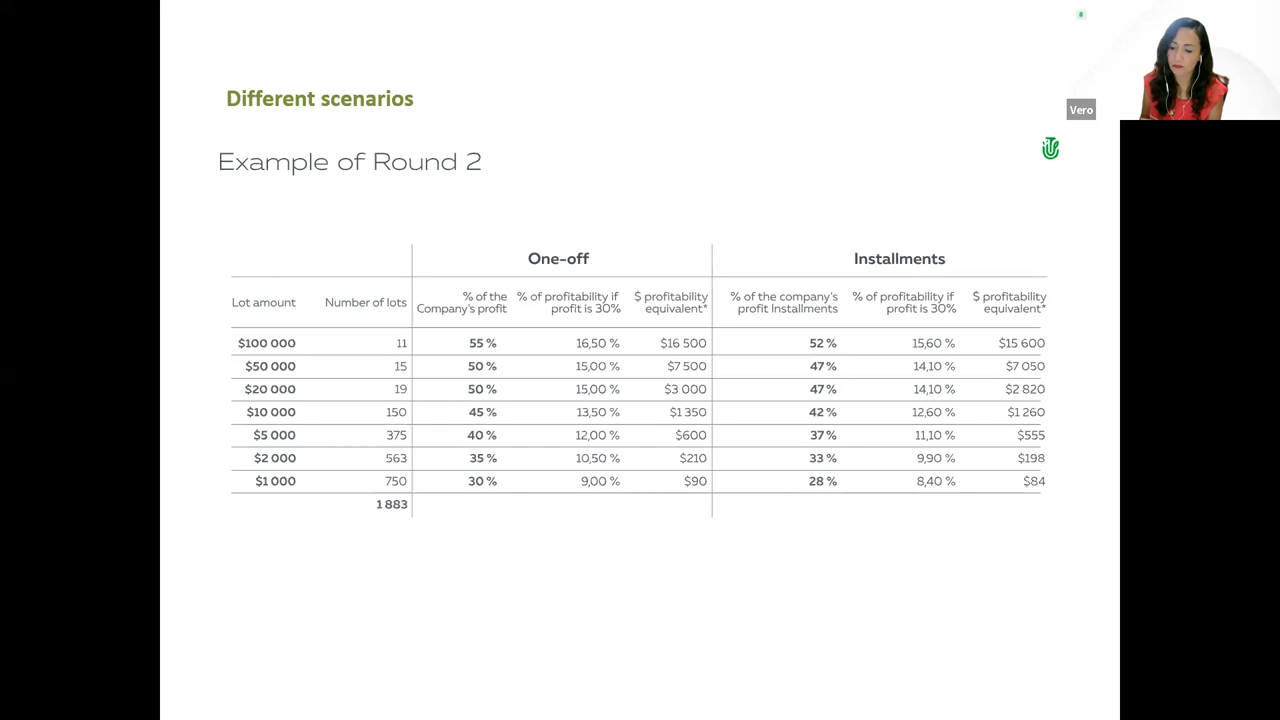 Vero
Different scenarios
Example of Round 2
One-off Installments
Lot amount Number of lots % of the Company's profit % of profitability if profit is 30% $ profitability equivalent* % of the company's profit Installments % of profitability if profit is 30% $ profitability equivalent*
$100 000 11 55 % 16,50 % $16 500 52 % 15,60 % $15 600
$50 000 15 50 % 15,00 % $7 500 47 % 14,10 % $7 050
$20 000 19 50 % 15,00 % $3 000 47 % 14,10 % $2 820
$10 000 150 45 % 13,50 % $1 350 42 % 12,60 % $1 260
$5 000 375 40 % 12,00 % $600 37 % 11,10 % $555
$2 000 563 35 % 10,50 % $210 33 % 9,90 % $198
$1 000 750 30 % 9,00 % $90 28 % 8,40 % $84
1 883